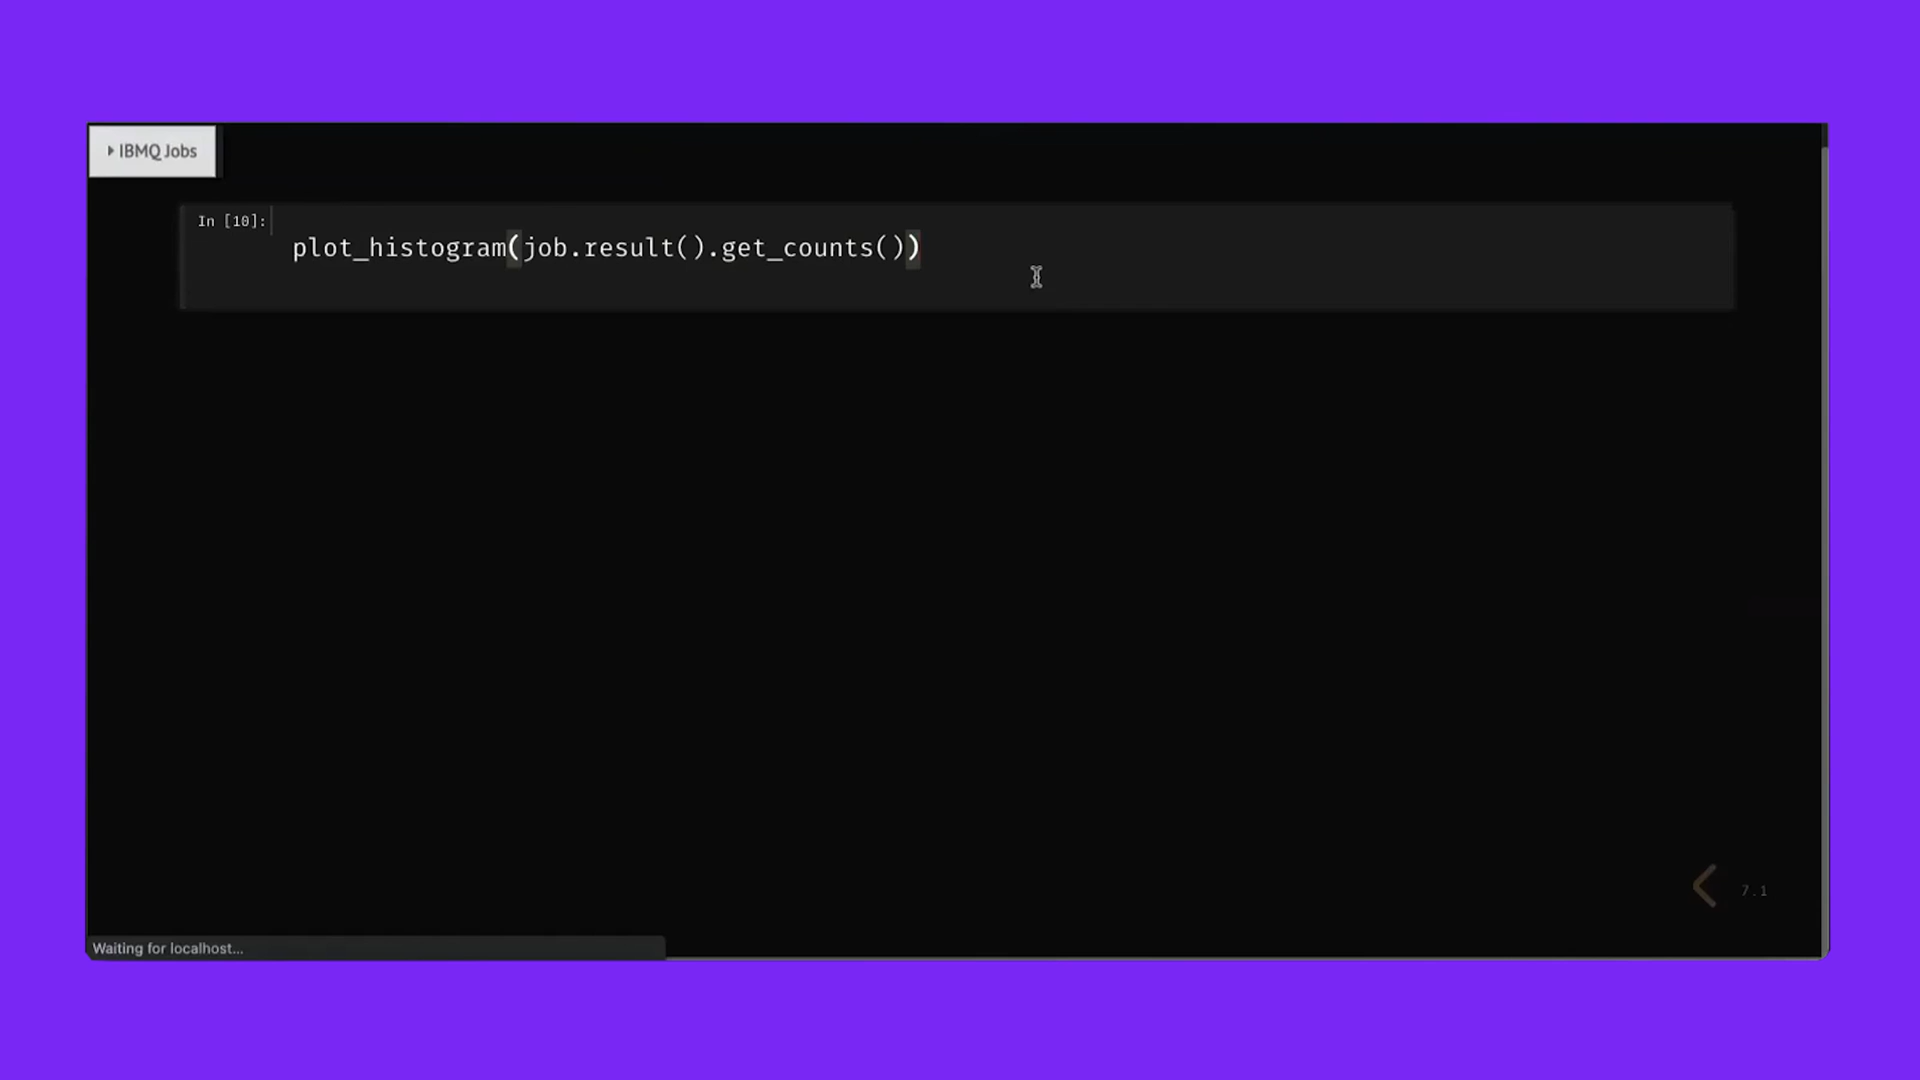 IBMQ Jobs
In [10]:
plot_histogram(job.result().get_counts())
7.1
Waiting for localhost...